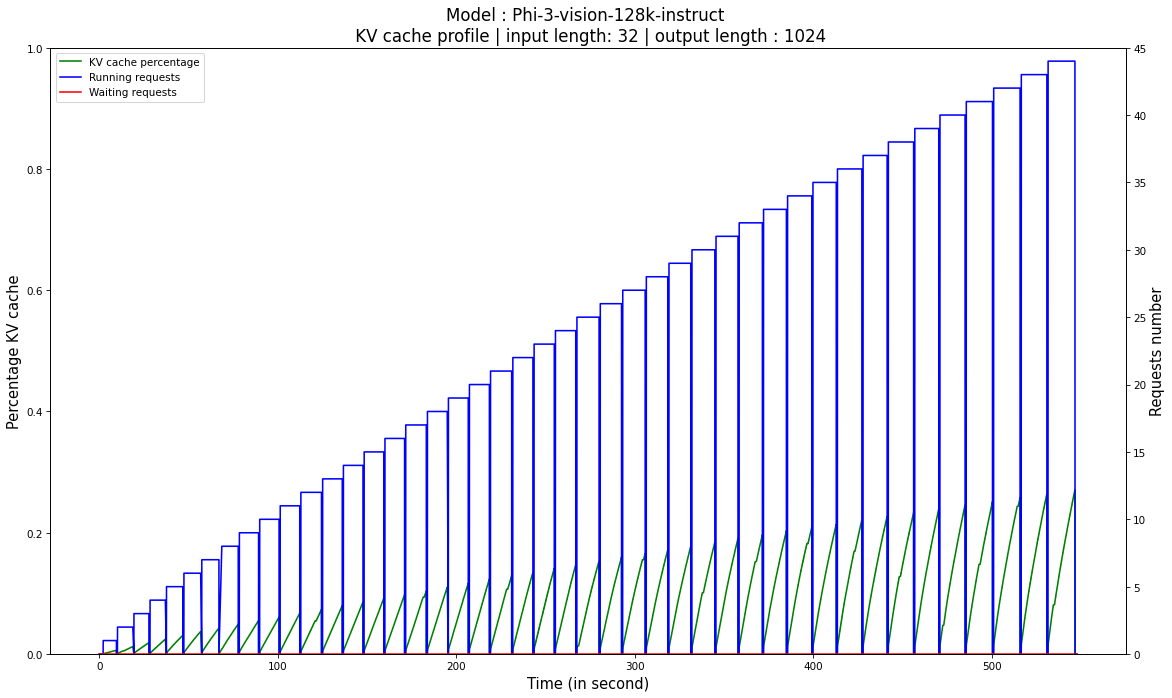 Model : Phi-3-vision-128k-instruct
KV cache profile | input length: 32 | output length : 1024
KV cache percentage
Running requests
Waiting requests
Percentage KV cache
1.0
0.8
0.6
0.4
0.2
0.0
0
100
200
300
400
500
Time (in second)
45
40
35
30
25
20
15
10
5
0
Requests number